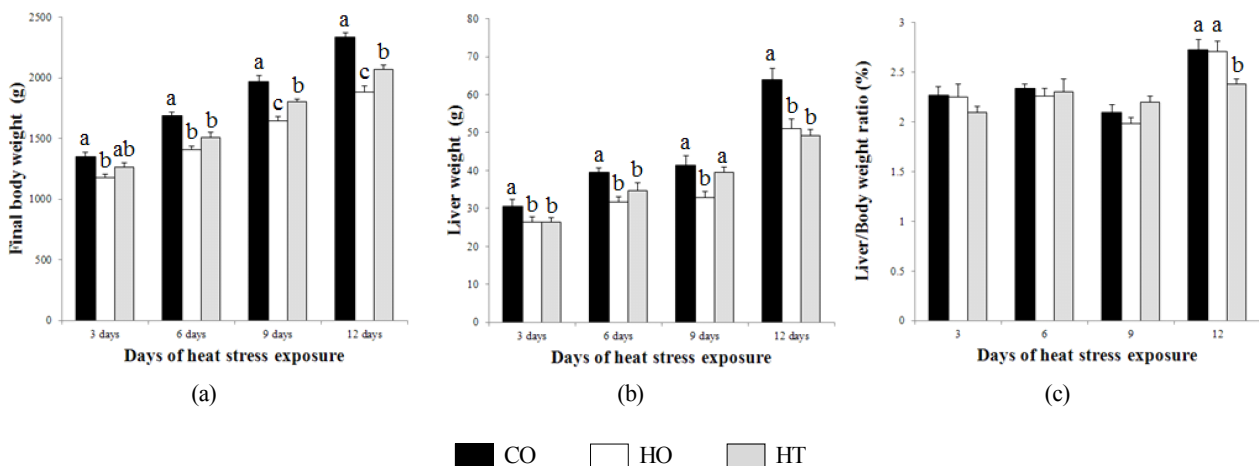 2500
2000
1500
1000
500
0
Final body weight (g)
a
b
ab
a
b
b
a
c
b
a
c
b
3 days
6 days
9 days
12 days
Days of heat stress exposure
(a)
80
70
60
50
40
30
20
10
0
Liver weight (g)
a
b
b
a
b
b
a
b
a
a
b
b
3 days
6 days
9 days
12 days
Days of heat stress exposure
(b)
3
2.5
2
1.5
1
0.5
0
Liver/Body weight ratio (%)
a
a
b
3
6
9
12
Days of heat stress exposure
(c)
CO
HO
HT